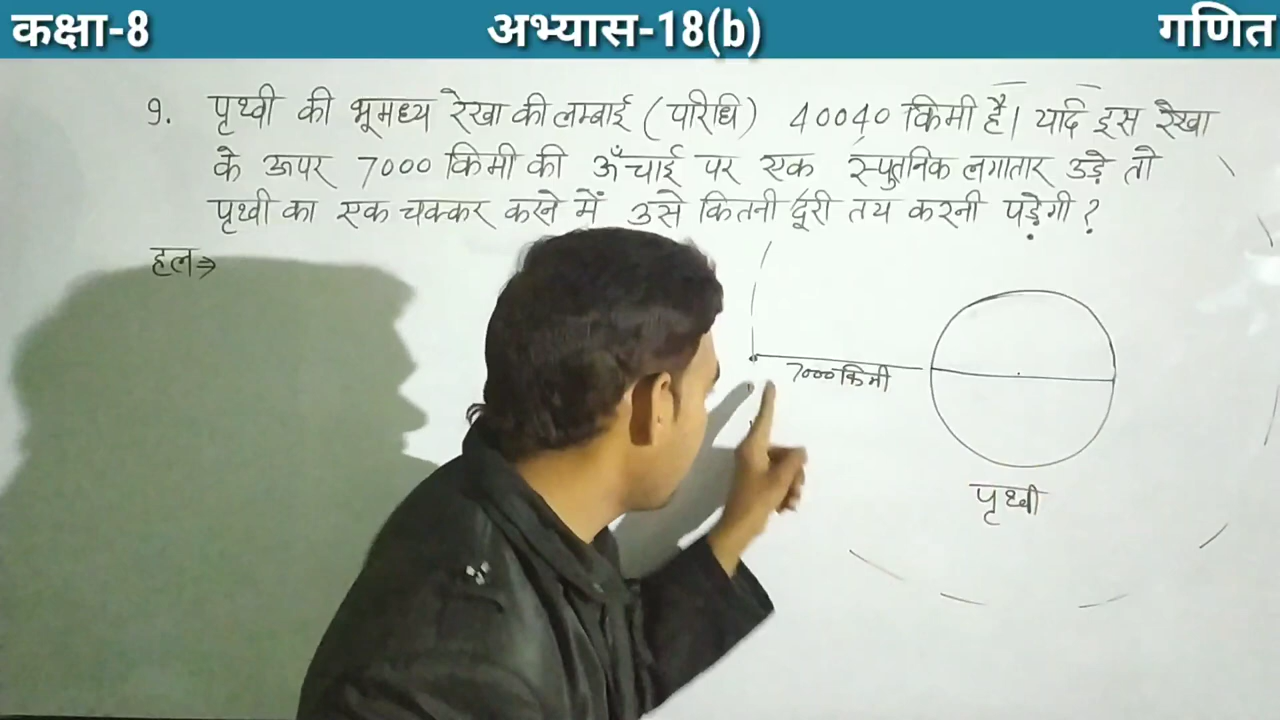 कक्षा-8 अभ्यास-18(b) गणित
9. पृथ्वी की भूमध्य रेखा की लम्बाई (परिधि) 40040 किमी है। यदि इस रेखा
के ऊपर 7000 किमी की ऊँचाई पर एक स्पुतनिक लगातार उड़े तो
पृथ्वी का एक चक्कर करने में उसे कितनी दूरी तय करनी पड़ेगी ?
हल⇒
7000 किमी
पृथ्वी